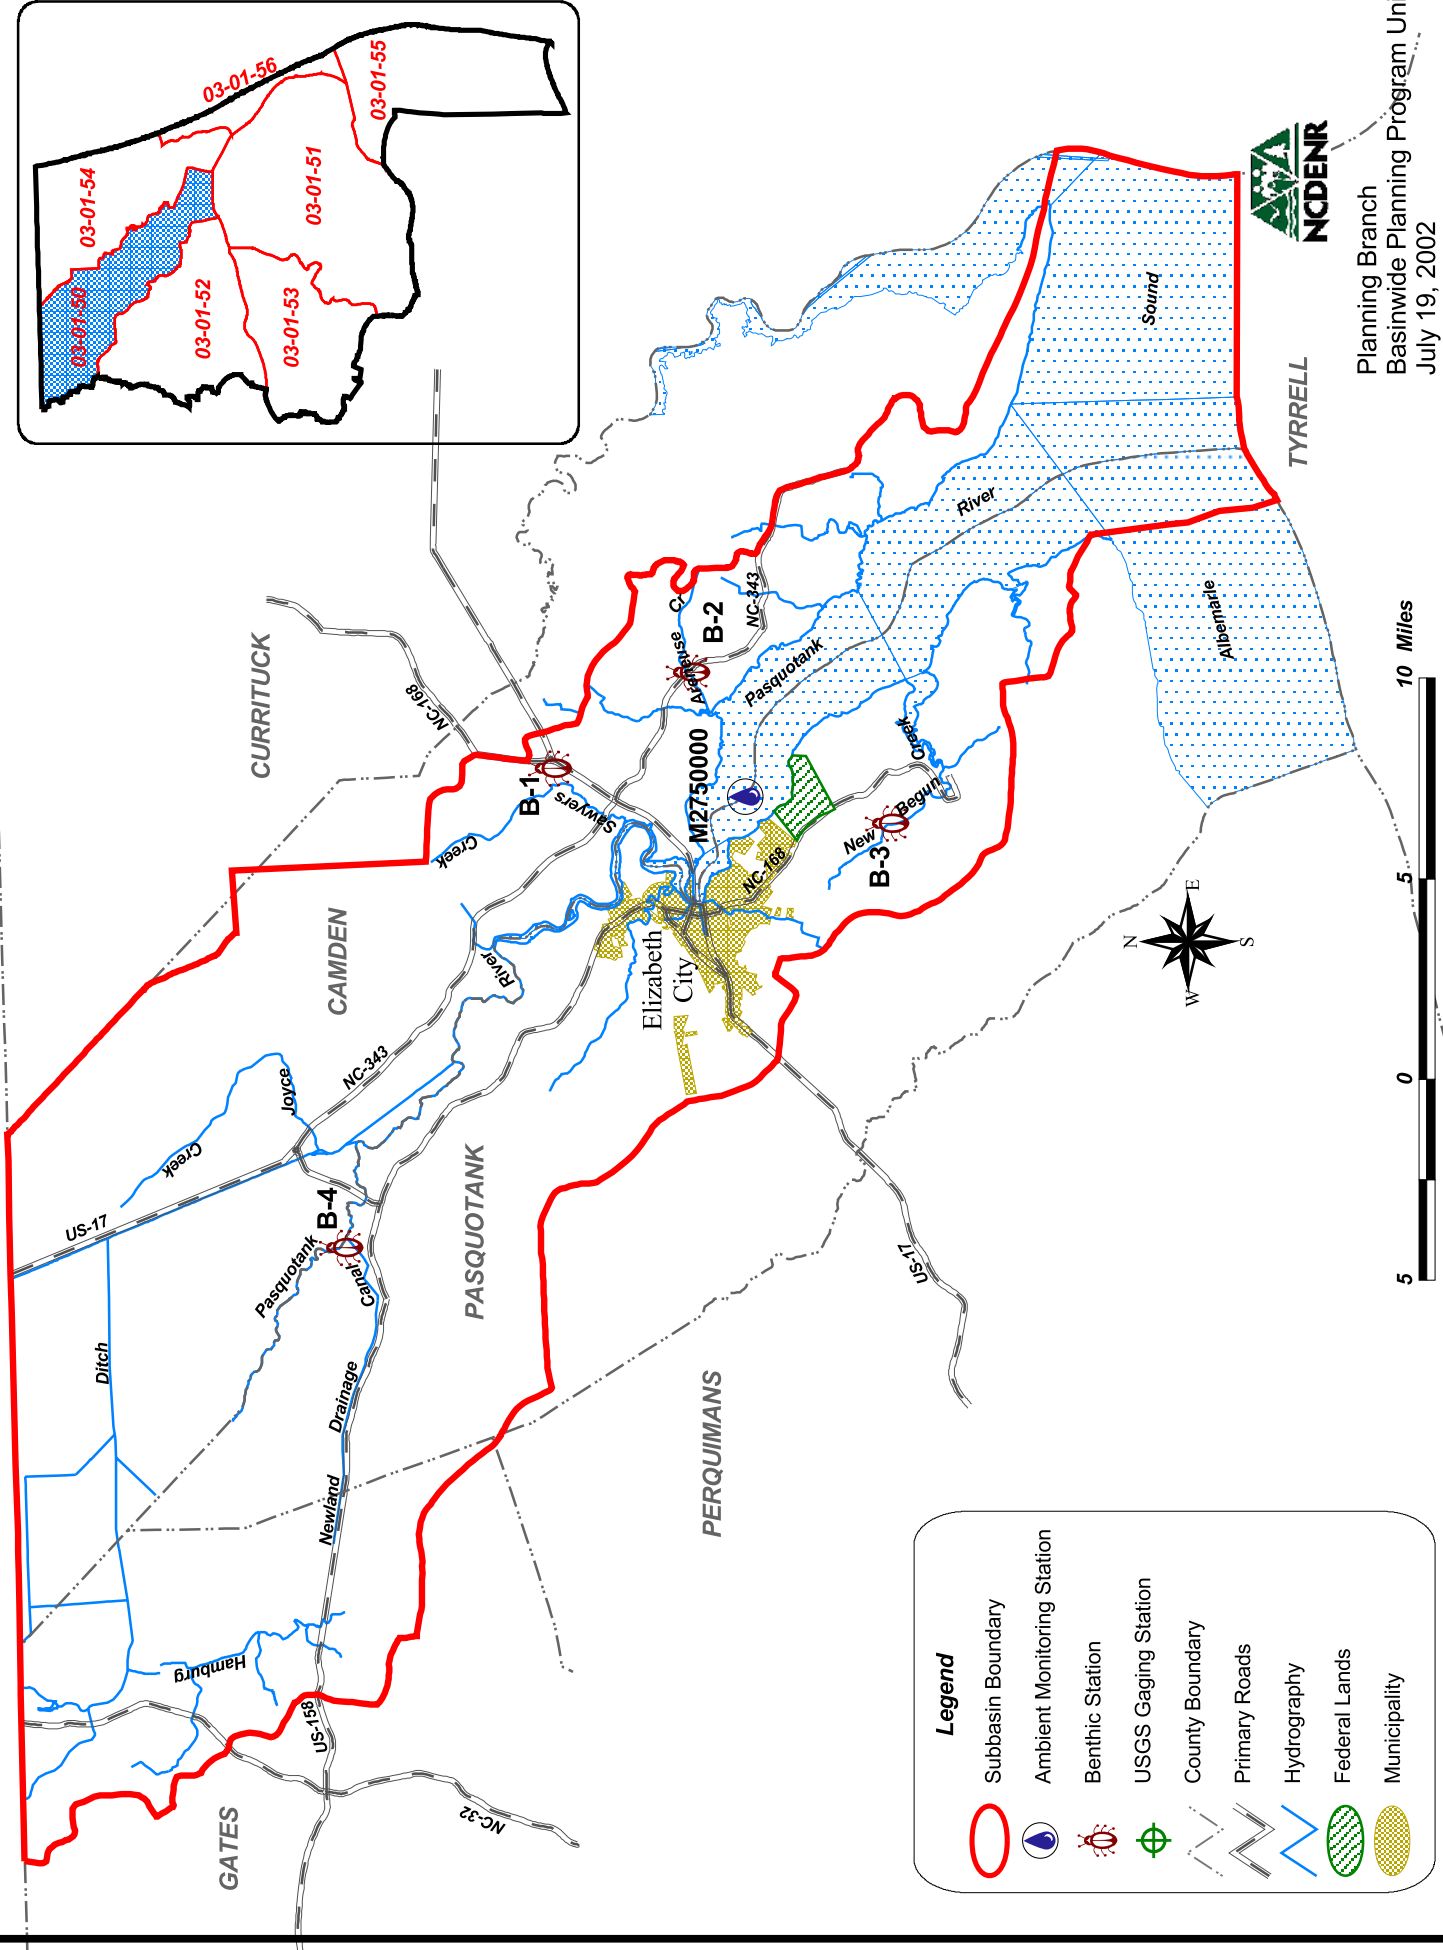 03-01-50
03-01-54
03-01-56
03-01-55
03-01-52
03-01-53
03-01-51
GATES
CURRITUCK
CAMDEN
PASQUOTANK
PERQUIMANS
TYRRELL
US-17
Ditch
Creek
Joyce
NC-343
Pasquotank
B-4
Canal
Drainage
Newland
Hamburg
US-158
NC-32
River
Creek
Sawyers
B-1
NC-168
Elizabeth
City
M2750000
Arenuse
Cr
B-2
NC-343
Pasquotank
River
NC-168
New
Begun
Creek
B-3
US-17
Albemarle
Sound
N
W
E
S
Legend
Subbasin Boundary
Ambient Monitoring Station
Benthic Station
USGS Gaging Station
County Boundary
Primary Roads
Hydrography
Federal Lands
Municipality
5 0 5 10 Miles
NCDENR
Planning Branch
Basinwide Planning Program Uni
July 19, 2002